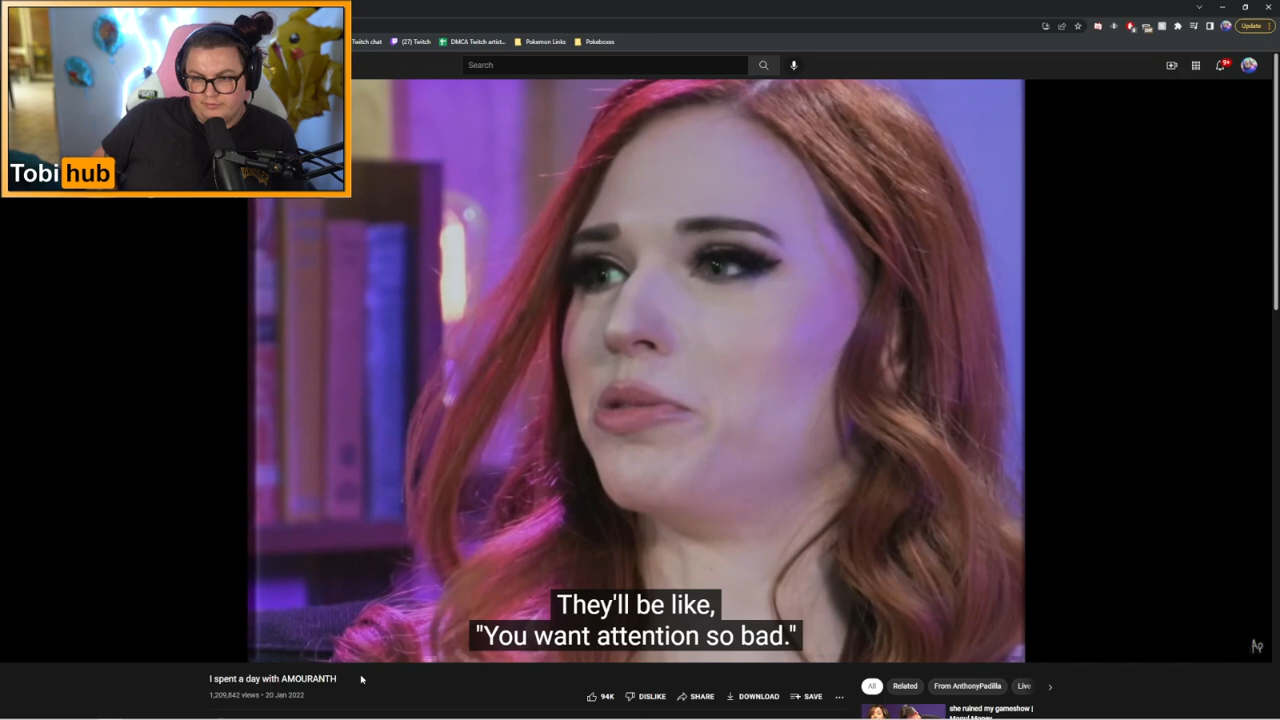 Update
Twitch chat
(27) Twitch
DMCA Twitch artist...
Pokemon Links
Pokeboxes
Search
9+
Tobi hub
They'll be like,
"You want attention so bad."
I spent a day with AMOURANTH
1,209,842 views • 20 Jan 2022
94K
DISLIKE
SHARE
DOWNLOAD
SAVE
...
All
Related
From AnthonyPadilla
Live
she ruined my gameshow |